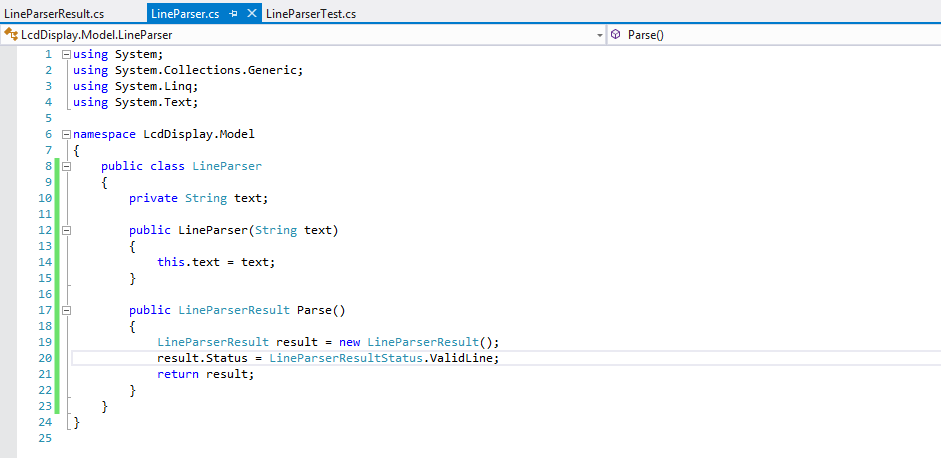 LineParserResult.cs LineParser.cs LineParserTest.cs
LcdDisplay.Model.LineParser Parse()
1 using System;
2 using System.Collections.Generic;
3 using System.Linq;
4 using System.Text;
5
6 namespace LcdDisplay.Model
7 {
8     public class LineParser
9     {
10         private String text;
11
12         public LineParser(String text)
13         {
14             this.text = text;
15         }
16
17         public LineParserResult Parse()
18         {
19             LineParserResult result = new LineParserResult();
20             result.Status = LineParserResultStatus.ValidLine;
21             return result;
22         }
23     }
24 }
25